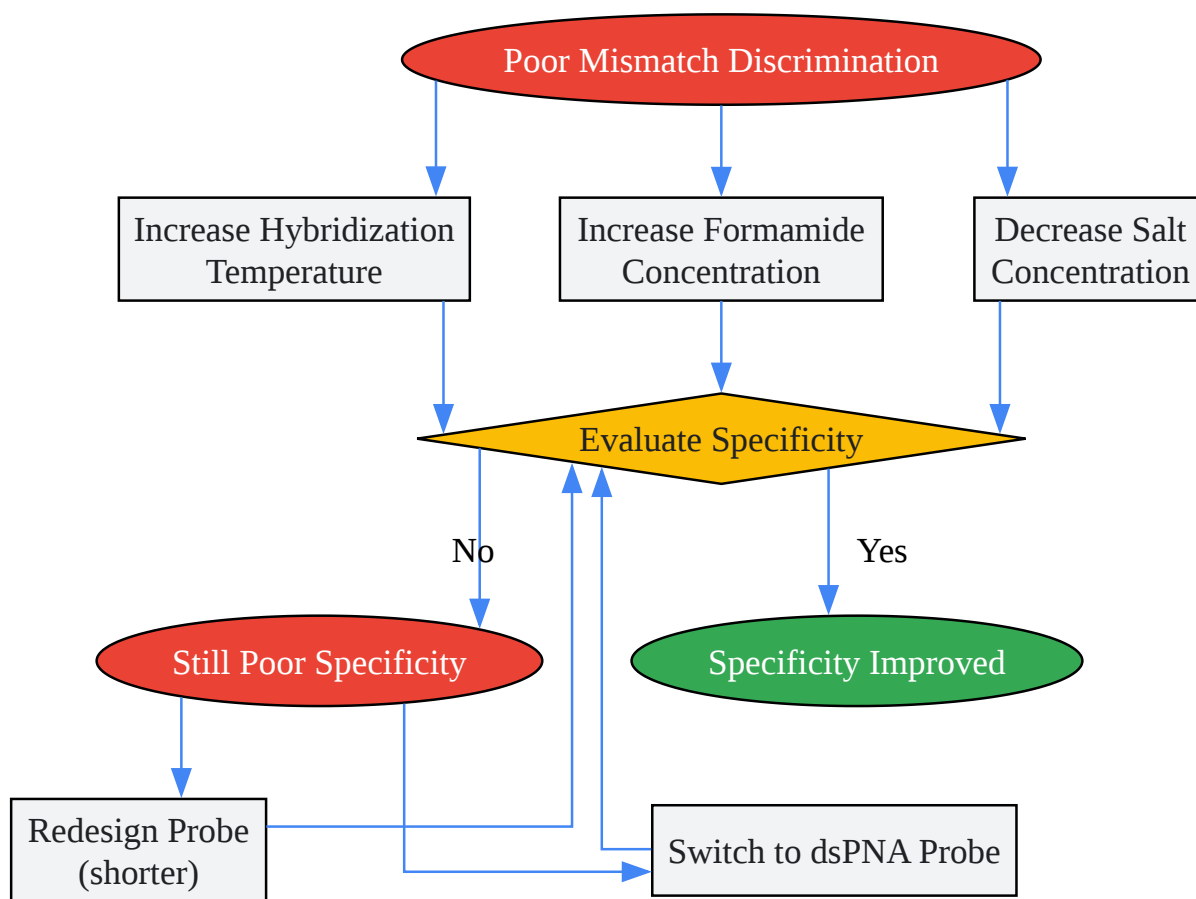 Poor Mismatch Discrimination
Increase Hybridization
Temperature
Increase Formamide
Concentration
Decrease Salt
Concentration
Evaluate Specificity
No
Yes
Still Poor Specificity
Specificity Improved
Redesign Probe
(shorter)
Switch to dsPNA Probe